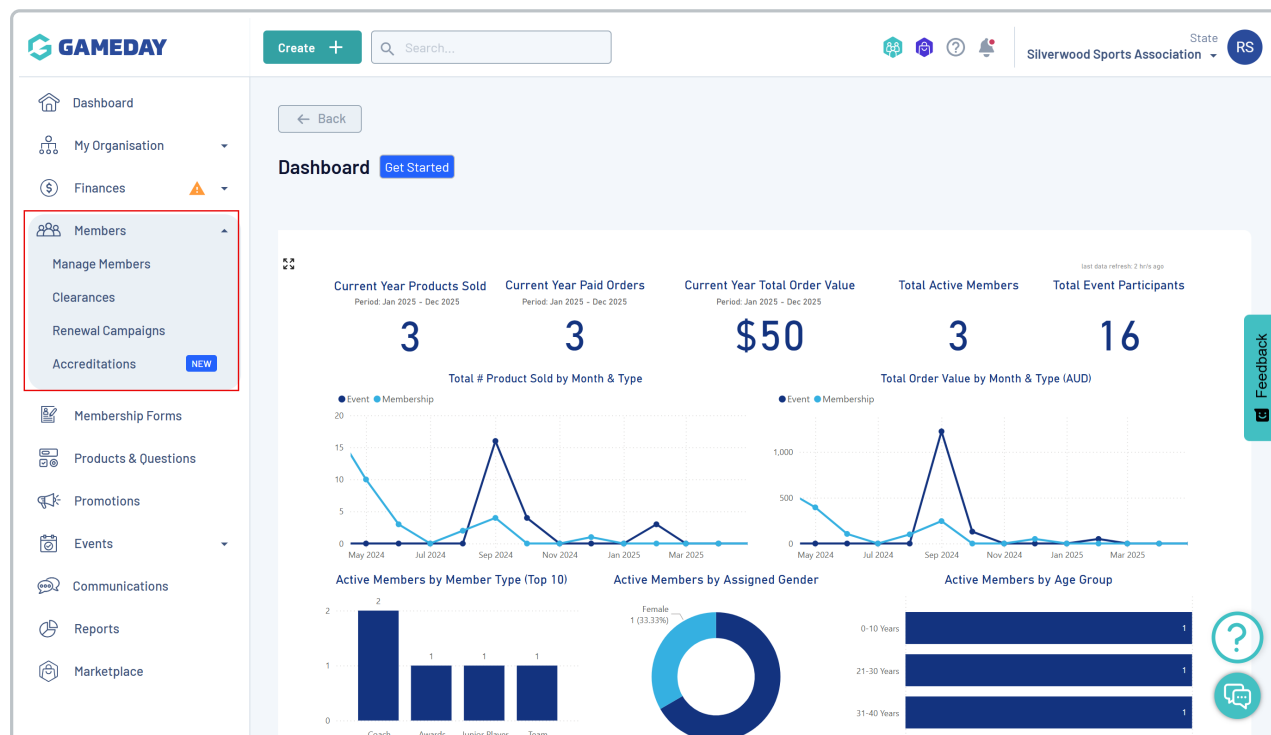 GAMEDAY
Create +
Search...
State
Silverwood Sports Association
RS
Dashboard
My Organisation
Finances
Members
Manage Members
Clearances
Renewal Campaigns
Accreditations NEW
Membership Forms
Products & Questions
Promotions
Events
Communications
Reports
Marketplace
← Back
Dashboard Get Started
last data refresh: 2 hr/s ago
Current Year Products Sold
Period: Jan 2025 - Dec 2025
3
Current Year Paid Orders
Period: Jan 2025 - Dec 2025
3
Current Year Total Order Value
Period: Jan 2025 - Dec 2025
$50
Total Active Members
3
Total Event Participants
16
Total # Product Sold by Month & Type
Event Membership
20
15
10
5
0
May 2024 Jul 2024 Sep 2024 Nov 2024 Jan 2025 Mar 2025
Total Order Value by Month & Type (AUD)
Event Membership
1,000
500
0
May 2024 Jul 2024 Sep 2024 Nov 2024 Jan 2025 Mar 2025
Active Members by Member Type (Top 10)
2
1
0
2 1 1 1
Coach Awards Junior Player Team
Active Members by Assigned Gender
Female
1 (33.33%)
Active Members by Age Group
0-10 Years 1
21-30 Years 1
31-40 Years 1
Feedback
?